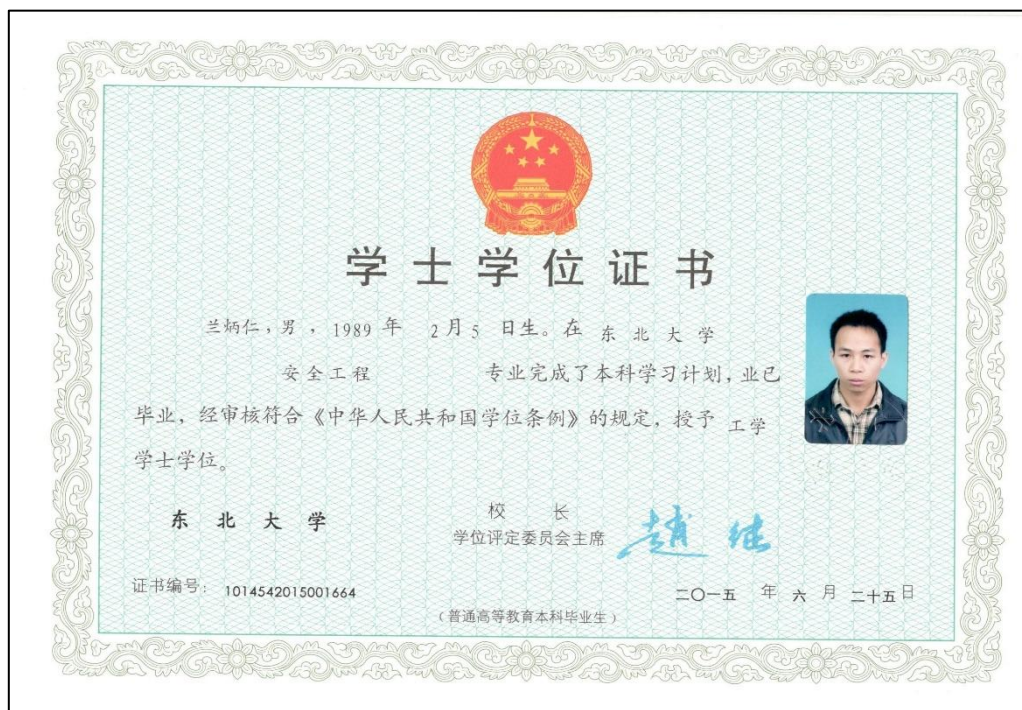 学士学位证书
兰炳仁，男，1989 年 2 月 5 日生。在 东北大学
安全工程 专业完成了本科学习计划，业已
毕业，经审核符合《中华人民共和国学位条例》的规定，授予 工学
学士学位。
东北大学
校 长
学位评定委员会主席 赵继
证书编号：1014542015001664
二〇一五 年 六 月 二十五 日
（普通高等教育本科毕业生）